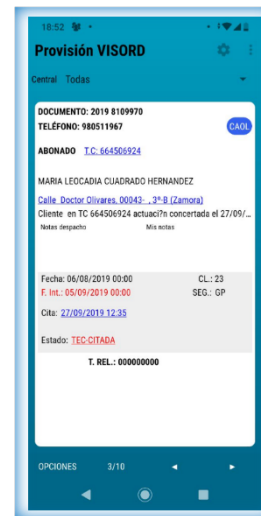 18:52
Provisión VISORD
Central Todas
DOCUMENTO: 2019 8109970
TELÉFONO: 980511967
CAOL
ABONADO T.C: 664506924
MARIA LEOCADIA CUADRADO HERNANDEZ
Calle Doctor Olivares, 00043- , 3º-B (Zamora)
Cliente en TC 664506924 actuaci?n concertada el 27/09/...
Notas despacho Mis notas
Fecha: 06/08/2019 00:00 CL.: 23
F. Int.: 05/09/2019 00:00 SEG.: GP
Cita: 27/09/2019 12:35
Estado: TEC-CITADA
T. REL.: 000000000
OPCIONES 3/10